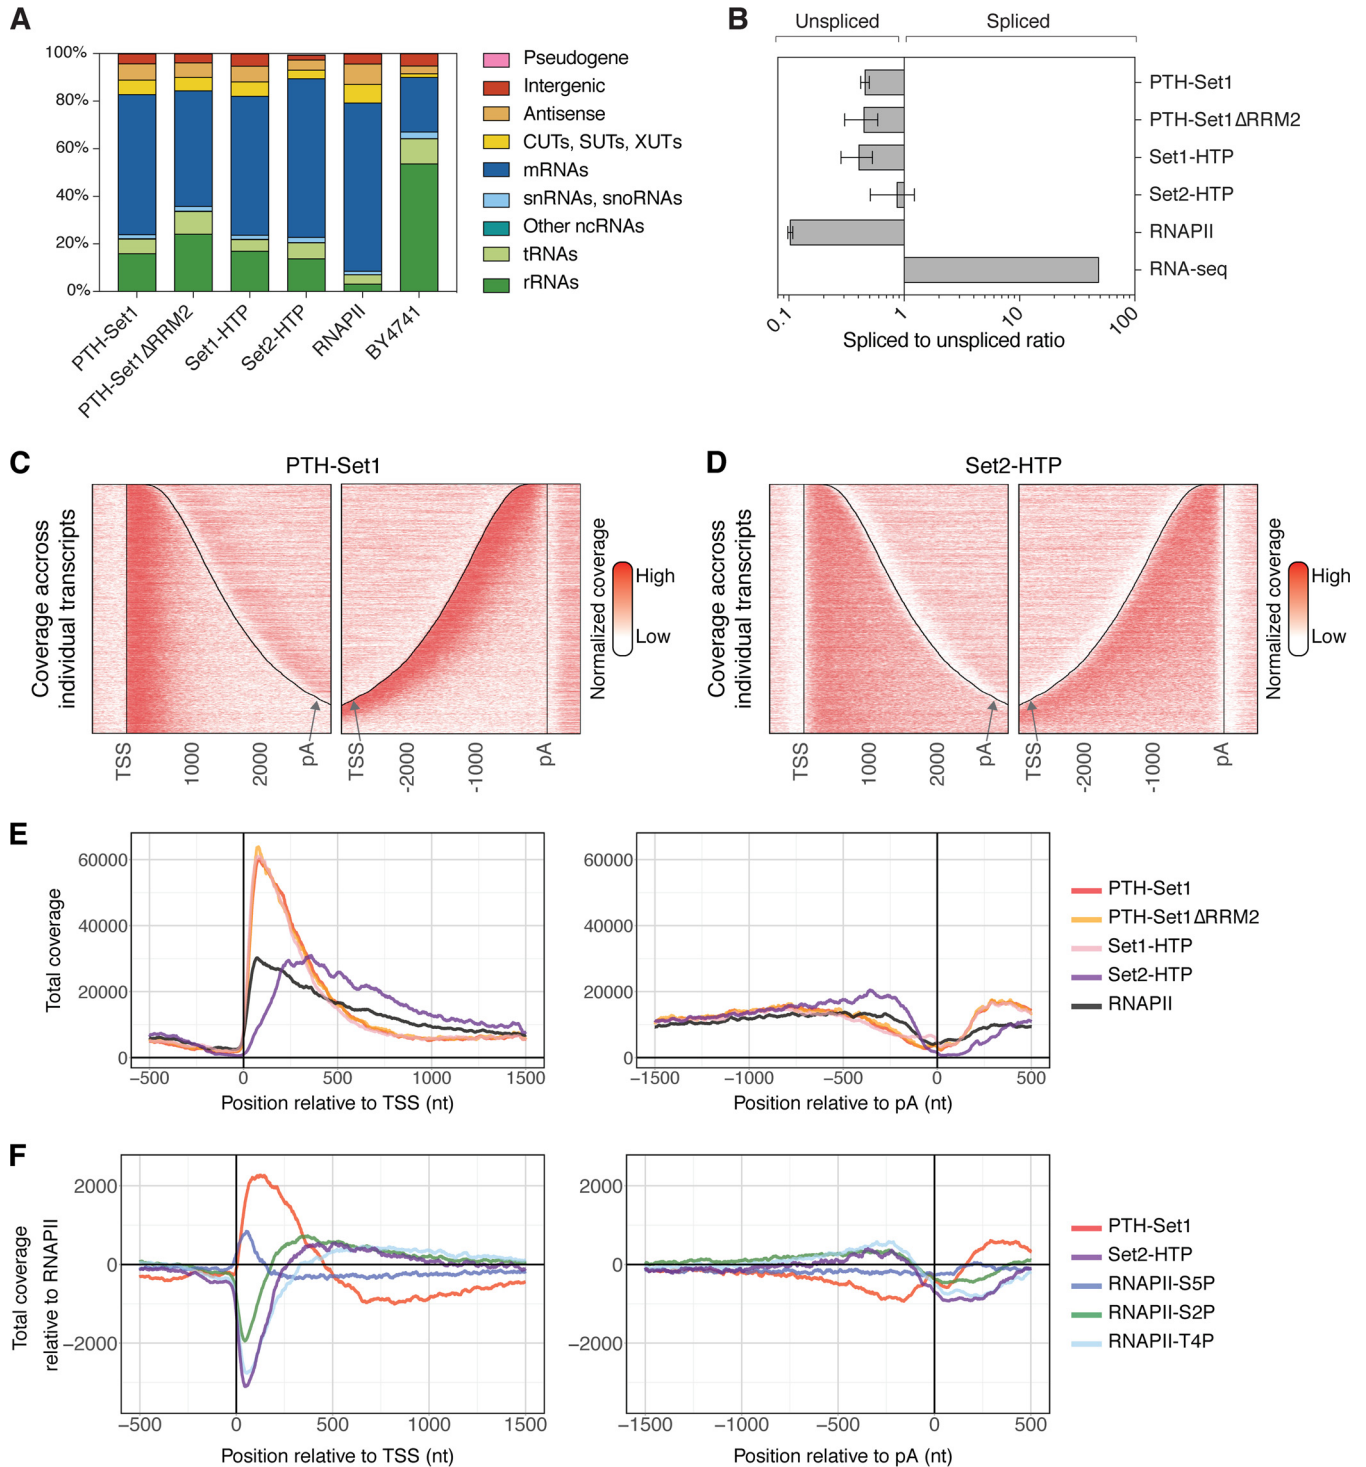 A
100%
80%
60%
40%
20%
0%
PTH-Set1
PTH-Set1ΔRRM2
Set1-HTP
Set2-HTP
RNAPII
BY4741
Pseudogene
Intergenic
Antisense
CUTs, SUTs, XUTs
mRNAs
snRNAs, snoRNAs
Other ncRNAs
tRNAs
rRNAs
B
Unspliced Spliced
PTH-Set1
PTH-Set1ΔRRM2
Set1-HTP
Set2-HTP
RNAPII
RNA-seq
0.1 1 10 100
Spliced to unspliced ratio
C
PTH-Set1
Coverage accross
individual transcripts
TSS 1000 2000 pA
TSS -2000 -1000 pA
Normalized coverage
High
Low
D
Set2-HTP
Coverage accross
individual transcripts
TSS 1000 2000 pA
TSS -2000 -1000 pA
Normalized coverage
High
Low
E
Total coverage
60000
40000
20000
0
−500 0 500 1000 1500
Position relative to TSS (nt)
60000
40000
20000
0
−1500 −1000 −500 0 500
Position relative to pA (nt)
PTH-Set1
PTH-Set1ΔRRM2
Set1-HTP
Set2-HTP
RNAPII
F
Total coverage
relative to RNAPII
2000
0
−2000
−500 0 500 1000 1500
Position relative to TSS (nt)
2000
0
−2000
−1500 −1000 −500 0 500
Position relative to pA (nt)
PTH-Set1
Set2-HTP
RNAPII-S5P
RNAPII-S2P
RNAPII-T4P